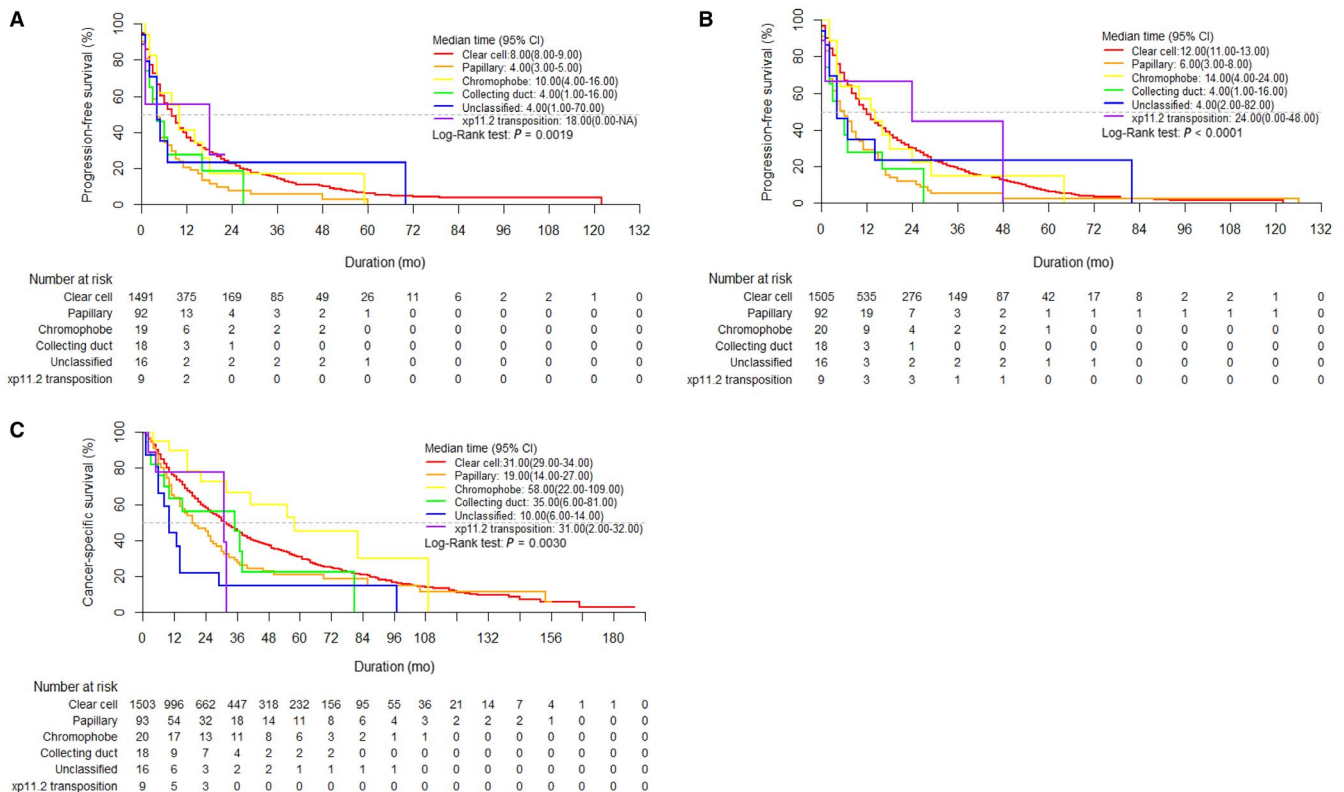 A
Progression-free survival (%)
100
80
60
40
20
0
Median time (95% CI)
Clear cell:8.00(8.00-9.00)
Papillary: 4.00(3.00-5.00)
Chromophobe: 10.00(4.00-16.00)
Collecting duct: 4.00(1.00-16.00)
Unclassified: 4.00(1.00-70.00)
xp11.2 transposition: 18.00(0.00-NA)
Log-Rank test: P = 0.0019
0 12 24 36 48 60 72 84 96 108 120 132
Duration (mo)
Number at risk
Clear cell 1491 375 169 85 49 26 11 6 2 2 1 0
Papillary 92 13 4 3 2 1 0 0 0 0 0 0
Chromophobe 19 6 2 2 2 0 0 0 0 0 0 0
Collecting duct 18 3 1 0 0 0 0 0 0 0 0 0
Unclassified 16 2 2 2 2 1 0 0 0 0 0 0
xp11.2 transposition 9 2 0 0 0 0 0 0 0 0 0 0
B
Progression-free survival (%)
100
80
60
40
20
0
Median time (95% CI)
Clear cell:12.00(11.00-13.00)
Papillary: 6.00(3.00-8.00)
Chromophobe: 14.00(4.00-24.00)
Collecting duct: 4.00(1.00-16.00)
Unclassified: 4.00(2.00-82.00)
xp11.2 transposition: 24.00(0.00-48.00)
Log-Rank test: P < 0.0001
0 12 24 36 48 60 72 84 96 108 120 132
Duration (mo)
Number at risk
Clear cell 1505 535 276 149 87 42 17 8 2 2 1 0
Papillary 92 19 7 3 2 1 1 1 1 1 1 0
Chromophobe 20 9 4 2 2 1 0 0 0 0 0 0
Collecting duct 18 3 1 0 0 0 0 0 0 0 0 0
Unclassified 16 3 2 2 2 1 1 0 0 0 0 0
xp11.2 transposition 9 3 3 1 1 0 0 0 0 0 0 0
C
Cancer-specific survival (%)
100
80
60
40
20
0
Median time (95% CI)
Clear cell:31.00(29.00-34.00)
Papillary: 19.00(14.00-27.00)
Chromophobe: 58.00(22.00-109.00)
Collecting duct: 35.00(6.00-81.00)
Unclassified: 10.00(6.00-14.00)
xp11.2 transposition: 31.00(2.00-32.00)
Log-Rank test: P = 0.0030
0 12 24 36 48 60 72 84 96 108 132 156 180
Duration (mo)
Number at risk
Clear cell 1503 996 662 447 318 232 156 95 55 36 21 14 7 4 1 1 0
Papillary 93 54 32 18 14 11 8 6 4 3 2 2 2 1 0 0 0
Chromophobe 20 17 13 11 8 6 3 2 1 1 0 0 0 0 0 0 0
Collecting duct 18 9 7 4 2 2 2 0 0 0 0 0 0 0 0 0 0
Unclassified 16 6 3 2 2 1 1 1 1 0 0 0 0 0 0 0 0
xp11.2 transposition 9 5 3 0 0 0 0 0 0 0 0 0 0 0 0 0 0